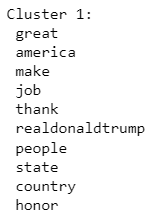 Cluster 1:
great
america
make
job
thank
realdonaldtrump
people
state
country
honor